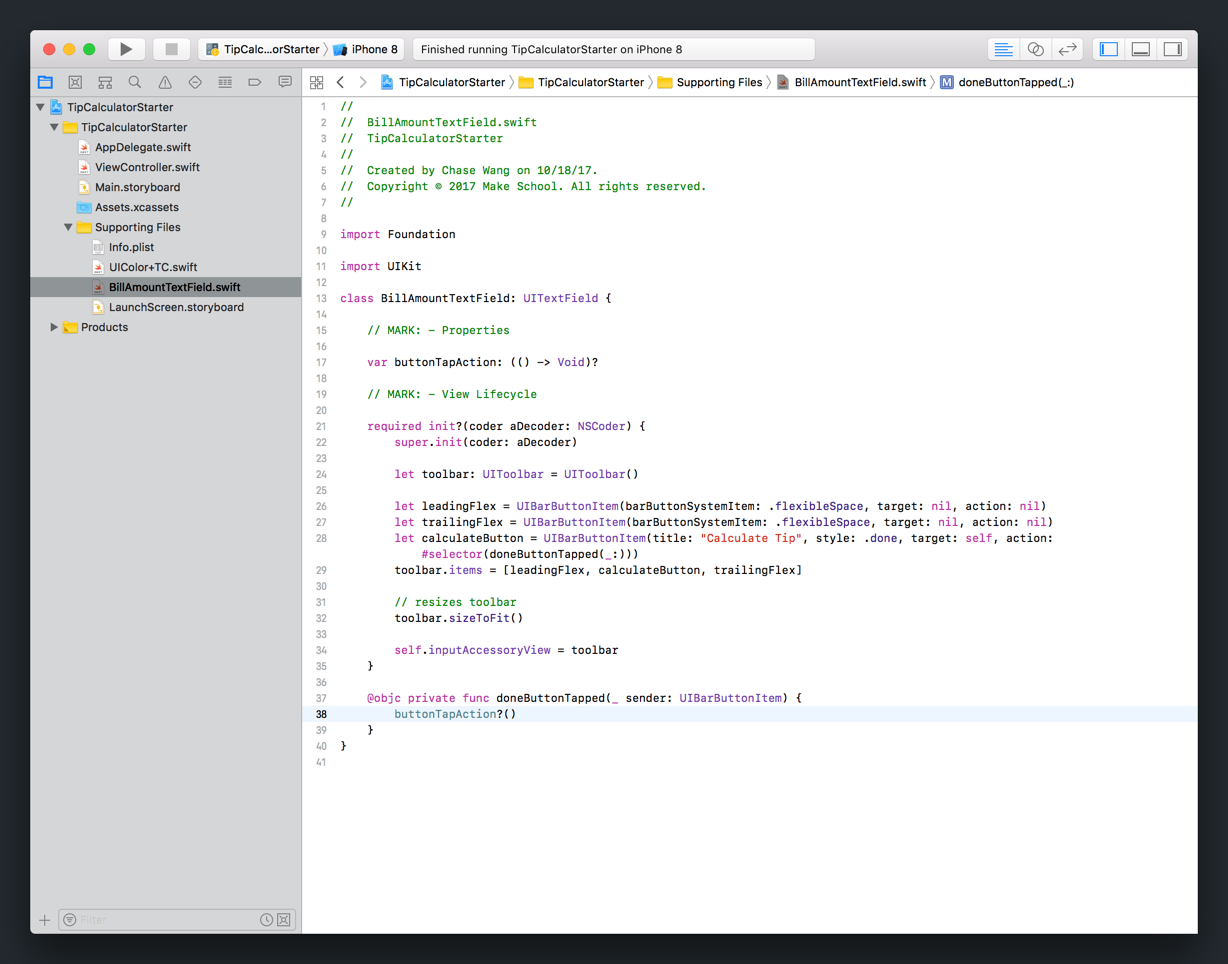 TipCalc...orStarter 〉 iPhone 8
Finished running TipCalculatorStarter on iPhone 8
TipCalculatorStarter 〉 TipCalculatorStarter 〉 Supporting Files 〉 BillAmountTextField.swift 〉 M doneButtonTapped(_:)
TipCalculatorStarter
TipCalculatorStarter
AppDelegate.swift
ViewController.swift
Main.storyboard
Assets.xcassets
Supporting Files
Info.plist
UIColor+TC.swift
BillAmountTextField.swift
LaunchScreen.storyboard
Products
Filter
1 //
2 //  BillAmountTextField.swift
3 //  TipCalculatorStarter
4 //
5 //  Created by Chase Wang on 10/18/17.
6 //  Copyright © 2017 Make School. All rights reserved.
7 //
8
9 import Foundation
10
11 import UIKit
12
13 class BillAmountTextField: UITextField {
14
15     // MARK: - Properties
16
17     var buttonTapAction: (() -> Void)?
18
19     // MARK: - View Lifecycle
20
21     required init?(coder aDecoder: NSCoder) {
22         super.init(coder: aDecoder)
23
24         let toolbar: UIToolbar = UIToolbar()
25
26         let leadingFlex = UIBarButtonItem(barButtonSystemItem: .flexibleSpace, target: nil, action: nil)
27         let trailingFlex = UIBarButtonItem(barButtonSystemItem: .flexibleSpace, target: nil, action: nil)
28         let calculateButton = UIBarButtonItem(title: "Calculate Tip", style: .done, target: self, action:
            #selector(doneButtonTapped(_:)))
29         toolbar.items = [leadingFlex, calculateButton, trailingFlex]
30
31         // resizes toolbar
32         toolbar.sizeToFit()
33
34         self.inputAccessoryView = toolbar
35     }
36
37     @objc private func doneButtonTapped(_ sender: UIBarButtonItem) {
38         buttonTapAction?()
39     }
40 }
41